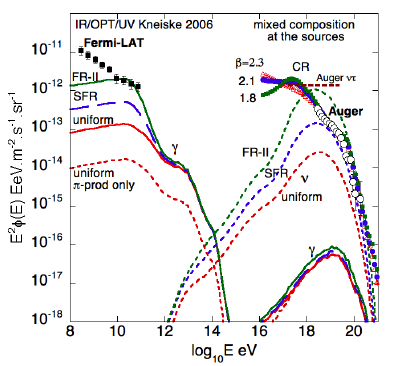 IR/OPT/UV Kneiske 2006
mixed composition
at the sources
Fermi-LAT
FR-II
SFR
uniform
uniform
π-prod only
γ
β=2.3
2.1
1.8
CR
Auger ντ
Auger
FR-II
SFR
ν
uniform
γ
E²ϕ(E) EeV.m⁻².s⁻¹.sr⁻¹
10⁻¹¹
10⁻¹²
10⁻¹³
10⁻¹⁴
10⁻¹⁵
10⁻¹⁶
10⁻¹⁷
10⁻¹⁸
8 10 12 14 16 18 20
log₁₀E eV